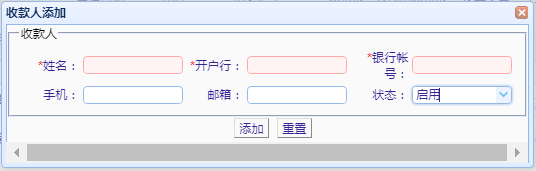 收款人添加
收款人
*姓名：
*开户行：
*银行帐号：
手机：
邮箱：
状态：
启用
添加
重置